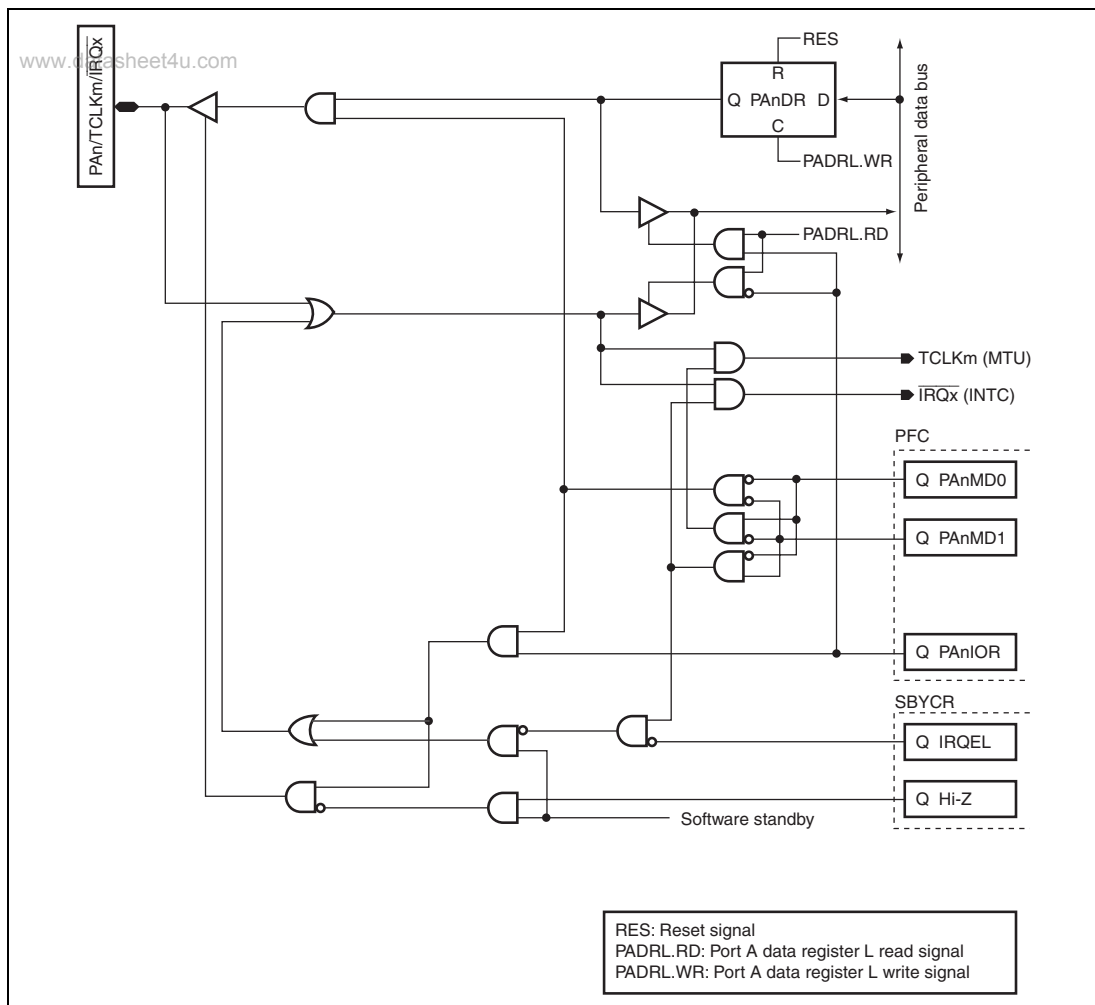 www.datasheet4u.com
PAn/TCLKm/IRQx
RES
R
Q PAnDR D
C
PADRL.WR
Peripheral data bus
PADRL.RD
TCLKm (MTU)
IRQx (INTC)
PFC
Q PAnMD0
Q PAnMD1
Q PAnIOR
SBYCR
Q IRQEL
Q Hi-Z
Software standby
RES: Reset signal
PADRL.RD: Port A data register L read signal
PADRL.WR: Port A data register L write signal